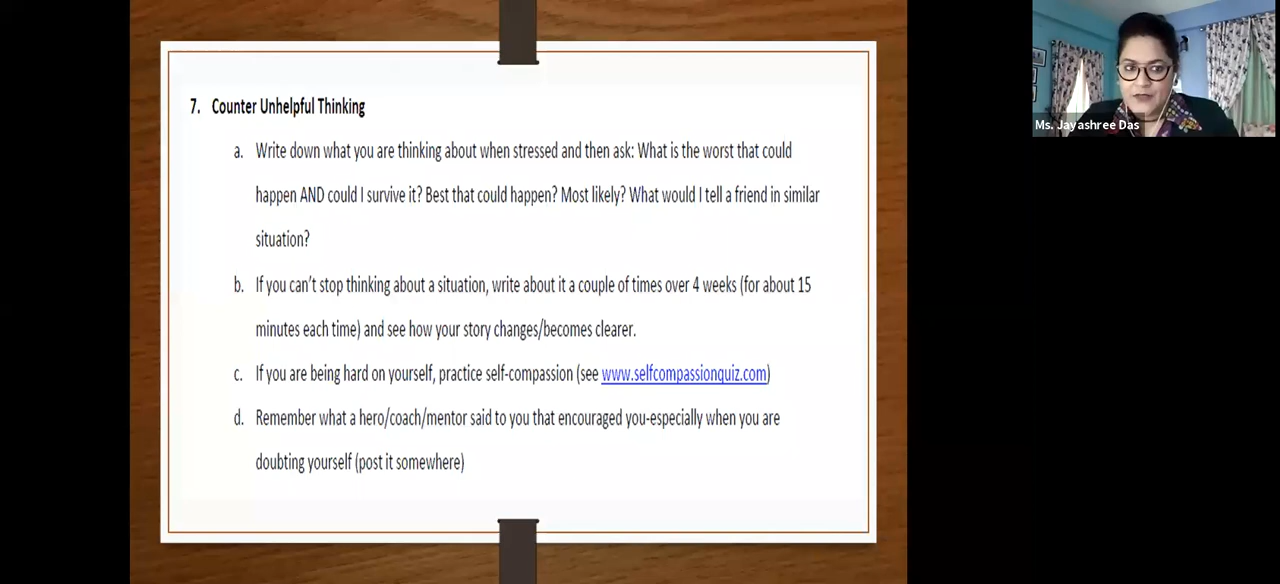 7. Counter Unhelpful Thinking
a. Write down what you are thinking about when stressed and then ask: What is the worst that could
happen AND could I survive it? Best that could happen? Most likely? What would I tell a friend in similar
situation?
b. If you can't stop thinking about a situation, write about it a couple of times over 4 weeks (for about 15
minutes each time) and see how your story changes/becomes clearer.
c. If you are being hard on yourself, practice self-compassion (see www.selfcompassionquiz.com)
d. Remember what a hero/coach/mentor said to you that encouraged you-especially when you are
doubting yourself (post it somewhere)
Ms. Jayashree Das